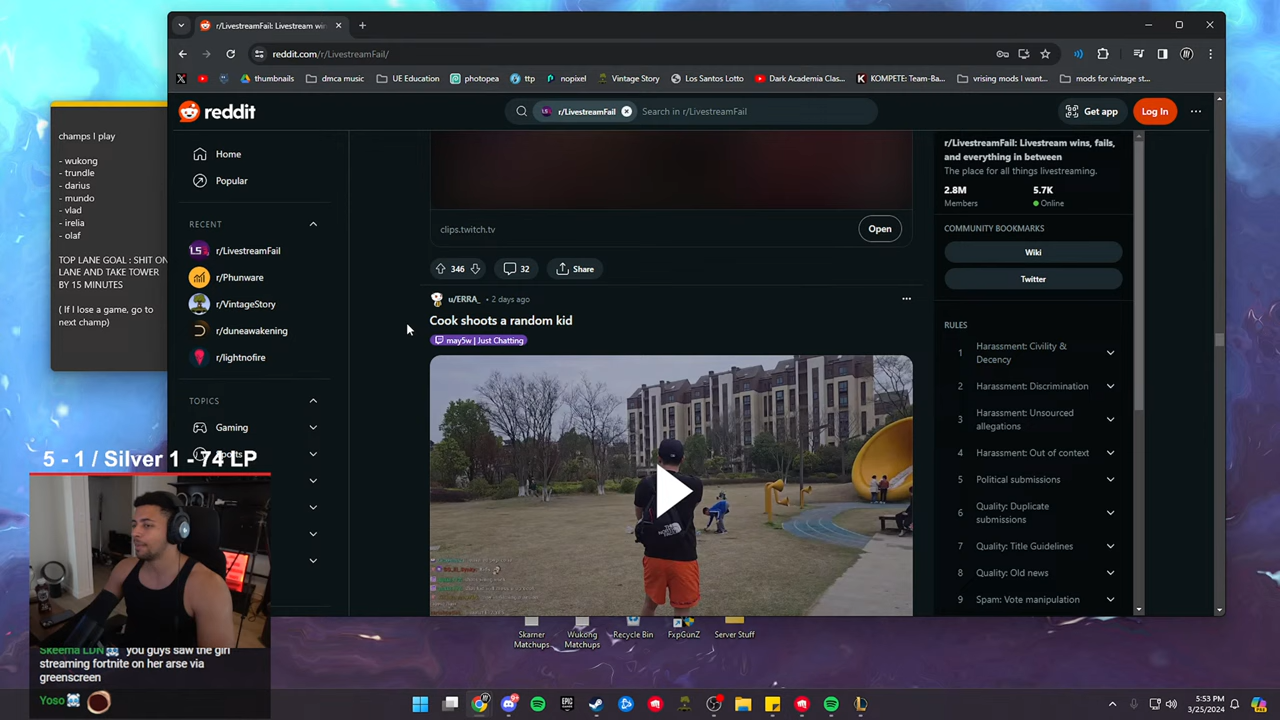 r/LivestreamFail: Livestream win
reddit.com/r/LivestreamFail/
thumbnails
dmca music
UE Education
photopea
ttp
nopixel
Vintage Story
Los Santos Lotto
Dark Academia Clas...
KOMPETE: Team-Ba...
vrising mods I want...
mods for vintage st...
reddit
r/LivestreamFail
Search in r/LivestreamFail
Get app
Log In
champs I play
- wukong
- trundle
- darius
- mundo
- vlad
- irelia
- olaf
TOP LANE GOAL : SHIT ON
LANE AND TAKE TOWER
BY 15 MINUTES
( If I lose a game, go to
next champ)
Home
Popular
RECENT
r/LivestreamFail
r/Phunware
r/VintageStory
r/duneawakening
r/lightnofire
TOPICS
Gaming
clips.twitch.tv
Open
346
32
Share
u/ERRA_ • 2 days ago
Cook shoots a random kid
may5w | Just Chatting
r/LivestreamFail: Livestream wins, fails,
and everything in between
The place for all things livestreaming.
2.8M
5.7K
Members
Online
COMMUNITY BOOKMARKS
Wiki
Twitter
RULES
1 Harassment: Civility &
Decency
2 Harassment: Discrimination
3 Harassment: Unsourced
allegations
4 Harassment: Out of context
5 Political submissions
6 Quality: Duplicate
submissions
7 Quality: Title Guidelines
8 Quality: Old news
9 Spam: Vote manipulation
5 - 1 / Silver 1 - 74 LP
Skeema LDN you guys saw the girl
streaming fortnite on her arse via
greenscreen
Yoso
Skarner
Matchups
Wukong
Matchups
Recycle Bin
FxpGunZ
Server Stuff
5:53 PM
3/25/2024